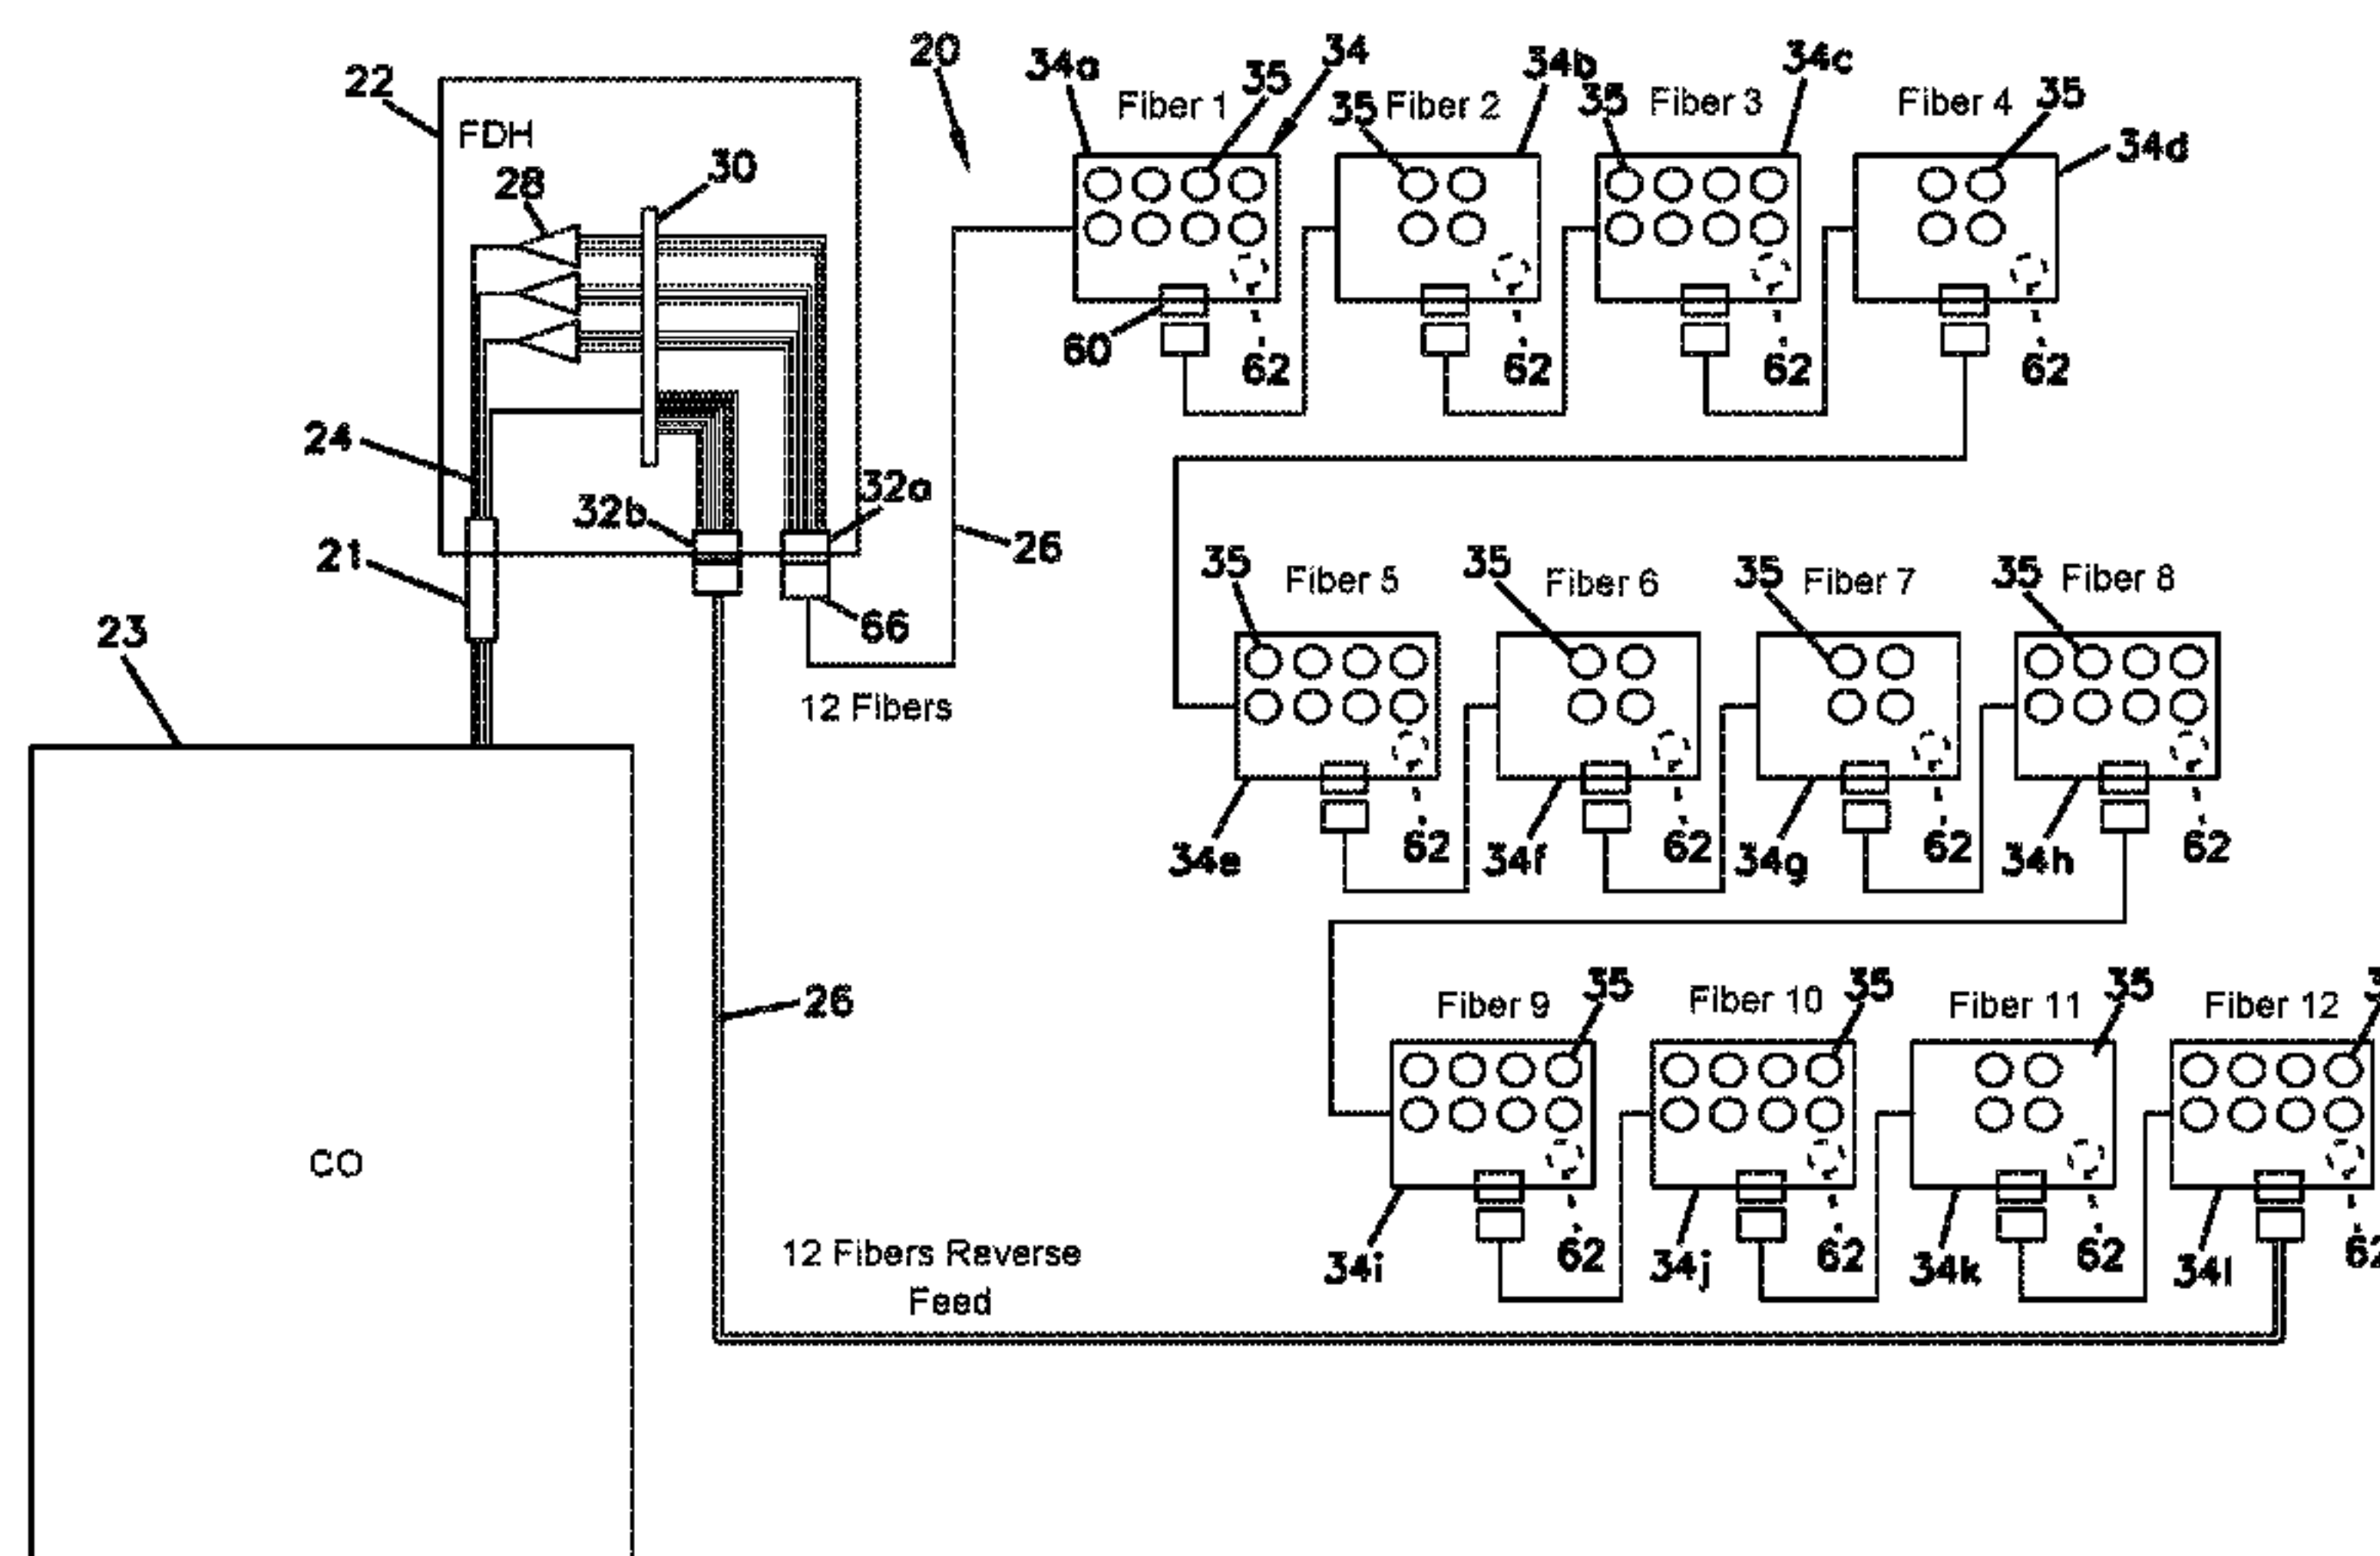 20
34a
35
34
34b
34c
22
Fiber 1
35
Fiber 2
35
Fiber 3
Fiber 4
35
FDH
34d
28
30
60
62
62
62
62
24
32b
32a
26
21
66
35
Fiber 5
35
Fiber 6
35
Fiber 7
35
Fiber 8
23
12 Fibers
34e
62
34f
62
34g
62
34h
62
26
Fiber 9
35
Fiber 10
35
Fiber 11
35
Fiber 12
CO
12 Fibers Reverse
Feed
34i
62
34j
62
34k
62
34l